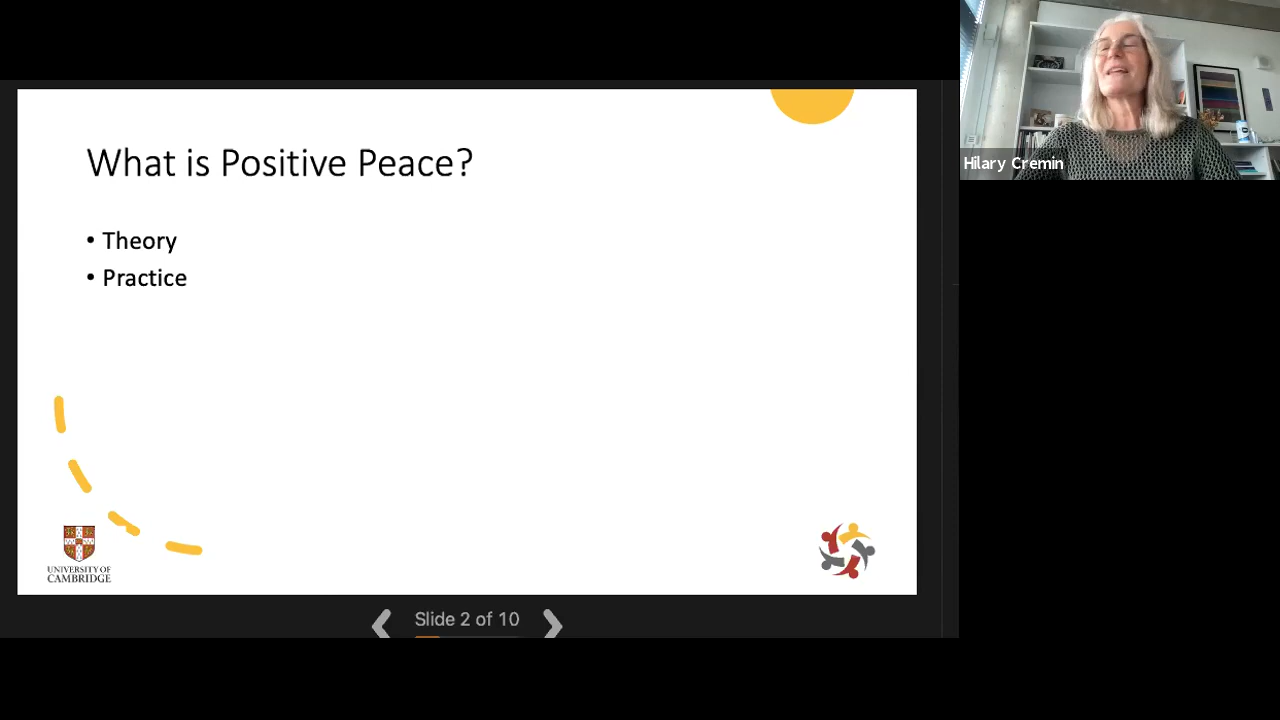 What is Positive Peace?
• Theory
• Practice
UNIVERSITY OF
CAMBRIDGE
Slide 2 of 10
Hilary Cremin